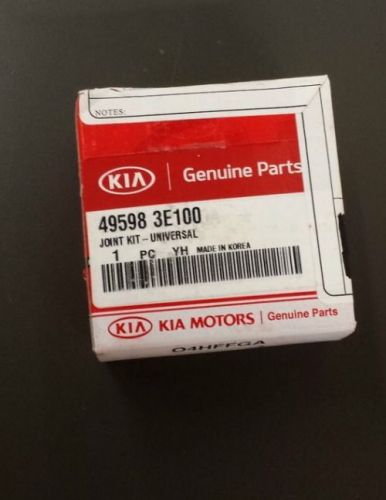 NOTES:
KIA Genuine Parts
49598 3E100
JOINT KIT-UNIVERSAL
1 PC YH MADE IN KOREA
KIA KIA MOTORS Genuine Parts